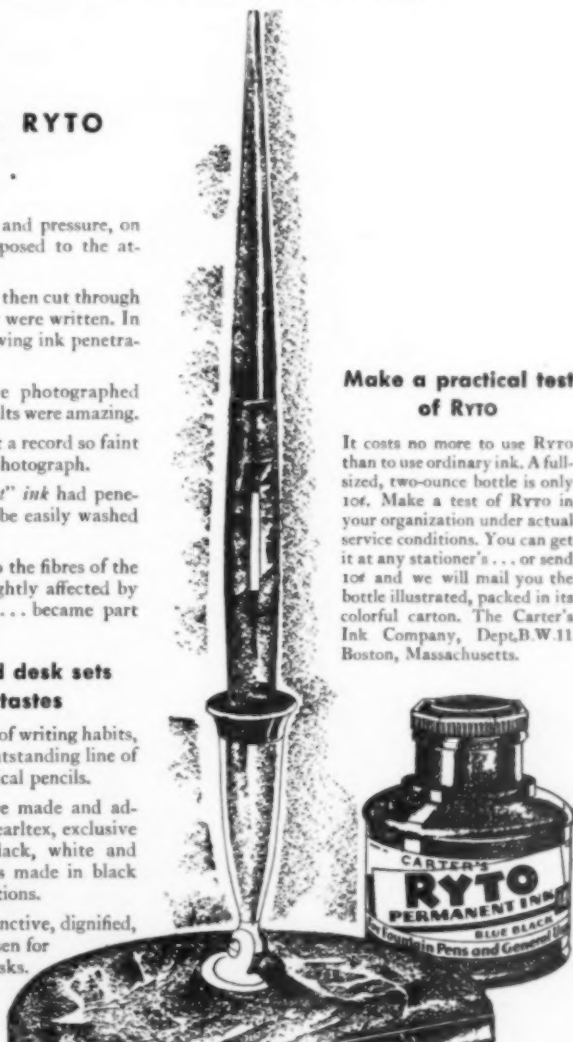 RYTO
.
and pressure, on
posed to the at-
then cut through
were written. In
wing ink penetra-
e photographed
lts were amazing.
t a record so faint
hotograph.
t" ink had pene-
be easily washed
o the fibres of the
ghtly affected by
... became part
d desk sets
tastes
of writing habits,
utstanding line of
ical pencils.
e made and ad-
earltex, exclusive
lack, white and
s made in black
tions.
nctive, dignified,
sen for
sks.
Make a practical test
of RYTO
It costs no more to use RYTO
than to use ordinary ink. A full-
sized, two-ounce bottle is only
10¢. Make a test of RYTO in
your organization under actual
service conditions. You can get
it at any stationer's ... or send
10¢ and we will mail you the
bottle illustrated, packed in its
colorful carton. The Carter's
Ink Company, Dept.B.W.11
Boston, Massachusetts.
CARTER'S
RYTO
PERMANENT INK
BLUE BLACK
For Fountain Pens and General